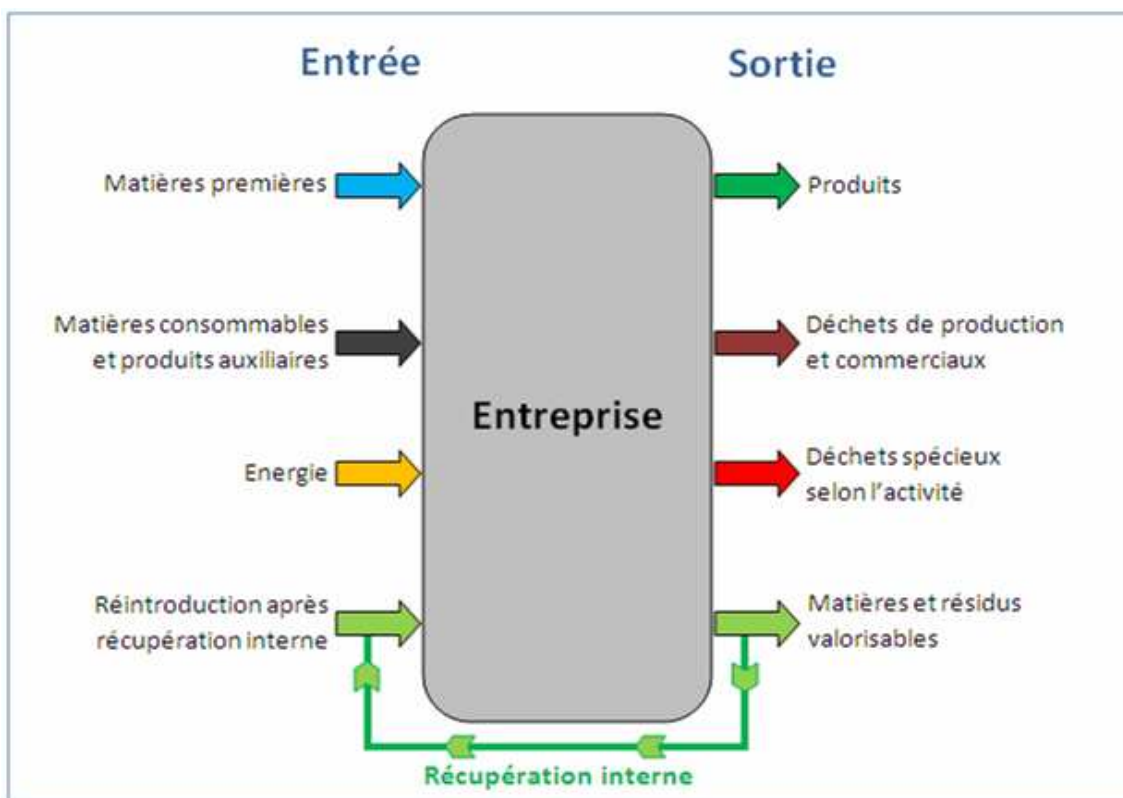 Entrée
Sortie
Matières premières
Produits
Matières consommables
et produits auxiliaires
Déchets de production
et commerciaux
Entreprise
Energie
Déchets spécieux
selon l'activité
Réintroduction après
récupération interne
Matières et résidus
valorisables
Récupération interne